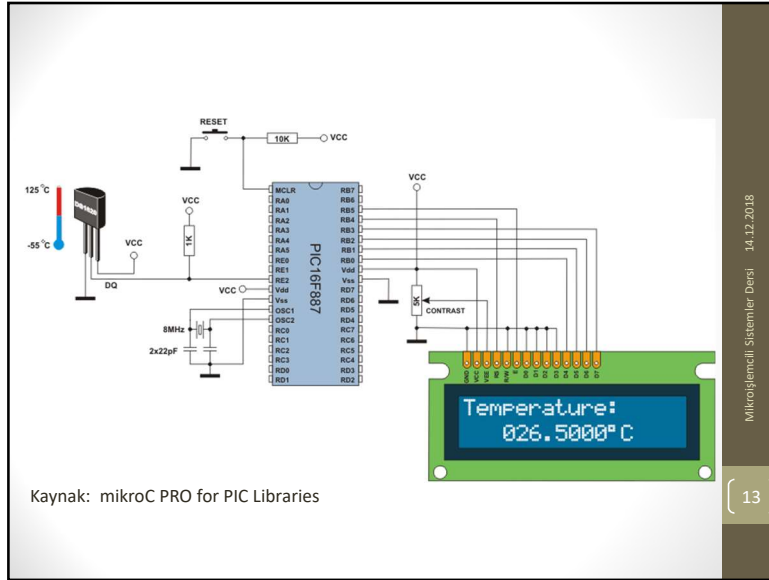 RESET
10K
VCC
125 °C
-55 °C
DS1820
VCC
DQ
VCC
1K
VCC
8MHz
2x22pF
MCLR
RA0
RA1
RA2
RA3
RA4
RA5
RE0
RE1
RE2
Vdd
Vss
OSC1
OSC2
RC0
RC1
RC2
RC3
RD0
RD1
PIC16F887
RB7
RB6
RB5
RB4
RB3
RB2
RB1
RB0
Vdd
Vss
RD7
RD6
RD5
RD4
RC7
RC6
RC5
RC4
RD3
RD2
VCC
5K
CONTRAST
GND
VCC
VEE
RS
R/W
E
D0
D1
D2
D3
D4
D5
D6
D7
Temperature:
026.5000°C
Kaynak: mikroC PRO for PIC Libraries
Mikroişlemcili Sistemler Dersi 14.12.2018
13